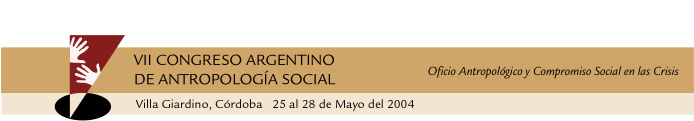 VII CONGRESO ARGENTINO
DE ANTROPOLOGÍA SOCIAL
Oficio Antropológico y Compromiso Social en las Crisis
Villa Giardino, Córdoba 25 al 28 de Mayo del 2004